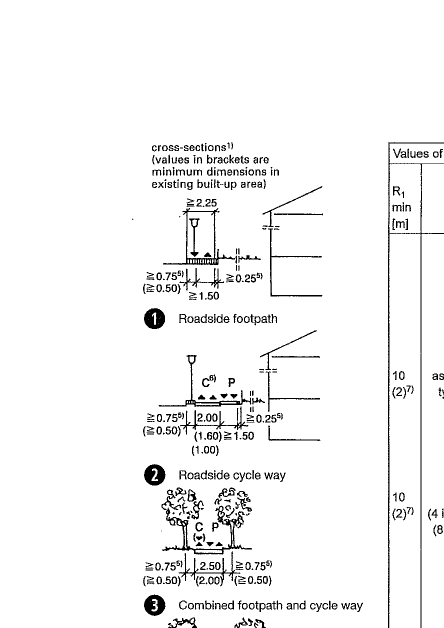 cross-sections¹⁾
(values in brackets are
minimum dimensions in
existing built-up area)
≧2.25
≧0.75⁵⁾ ≧0.25⁵⁾
(≧0.50) ≧1.50
1 Roadside footpath
C⁶⁾ P
≧0.75⁵⁾ 2.00 ≧0.25⁵⁾
(≧0.50) (1.60) ≧1.50
(1.00)
2 Roadside cycle way
C P
≧0.75⁵⁾ 2.50 ≧0.75⁵⁾
(≧0.50) (2.00) (≧0.50)
3 Combined footpath and cycle way
Values of
R₁
min
[m]
10 as
(2)⁷⁾ ty
10
(2)⁷⁾ (4 i
(8